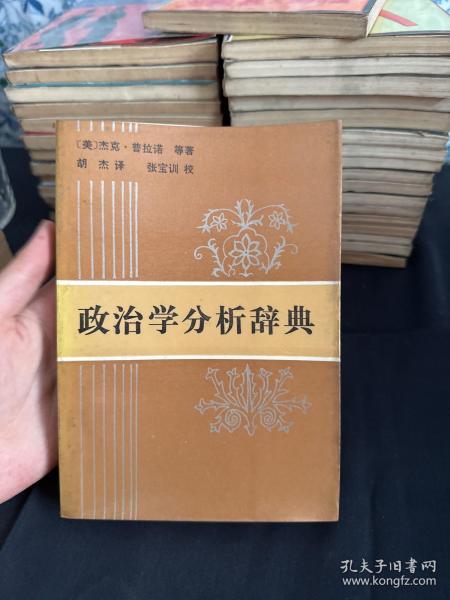 〔美〕杰克·普拉诺 等著
胡 杰 译 张宝训 校
政治学分析辞典
孔夫子旧书网
www.kongfz.com